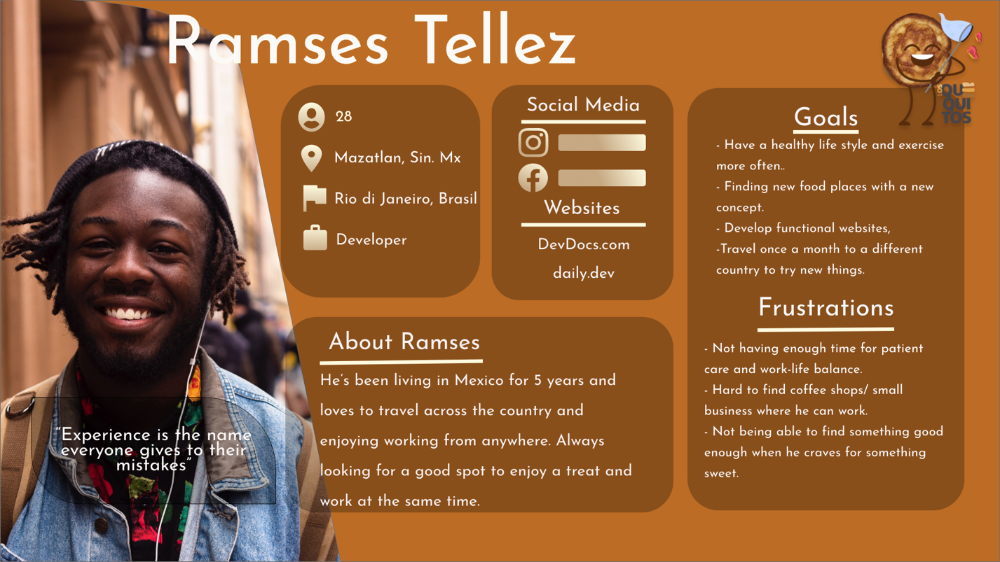 Ramses Tellez
28
Mazatlan, Sin. Mx
Rio di Janeiro, Brasil
Developer
Social Media
Websites
DevDocs.com
daily.dev
About Ramses
He's been living in Mexico for 5 years and
loves to travel across the country and
enjoying working from anywhere. Always
looking for a good spot to enjoy a treat and
work at the same time.
“Experience is the name
everyone gives to their
mistakes”
LOS
QUE
QUI
TOS
Goals
- Have a healthy life style and exercise
more often..
- Finding new food places with a new
concept.
- Develop functional websites,
-Travel once a month to a different
country to try new things.
Frustrations
- Not having enough time for patient
care and work-life balance.
- Hard to find coffee shops/ small
business where he can work.
- Not being able to find something good
enough when he craves for something
sweet.